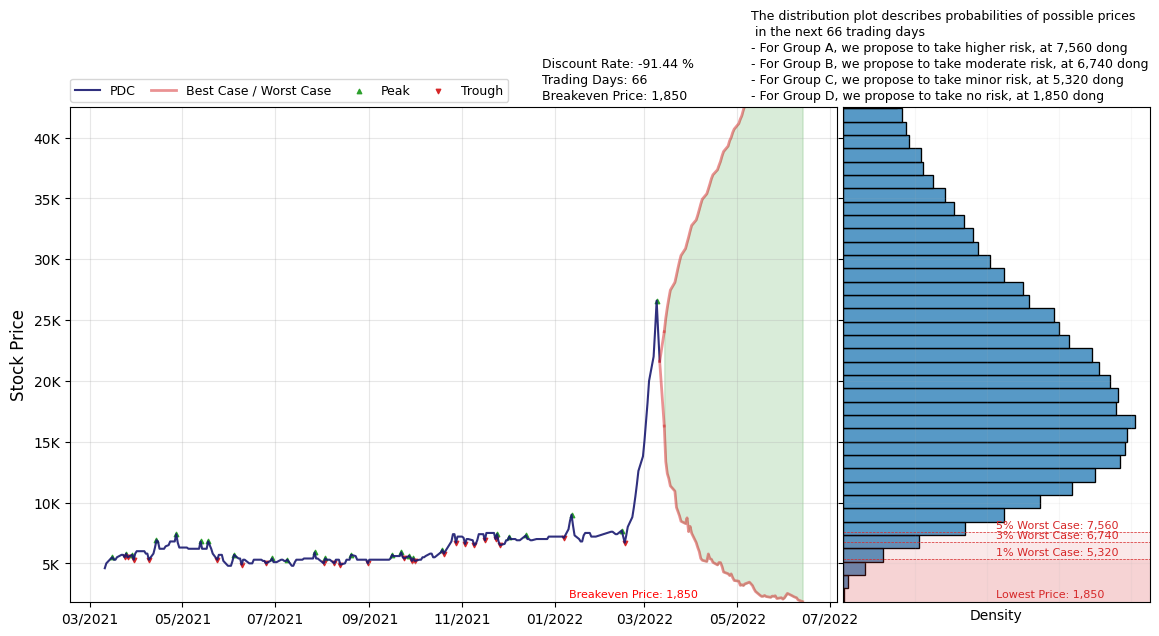 The distribution plot describes probabilities of possible prices
in the next 66 trading days
- For Group A, we propose to take higher risk, at 7,560 dong
- For Group B, we propose to take moderate risk, at 6,740 dong
- For Group C, we propose to take minor risk, at 5,320 dong
- For Group D, we propose to take no risk, at 1,850 dong
Discount Rate: -91.44 %
Trading Days: 66
Breakeven Price: 1,850
PDC Best Case / Worst Case Peak Trough
Stock Price
40K
35K
30K
25K
20K
15K
10K
5K
5% Worst Case: 7,560
3% Worst Case: 6,740
1% Worst Case: 5,320
Breakeven Price: 1,850
Lowest Price: 1,850
03/2021 05/2021 07/2021 09/2021 11/2021 01/2022 03/2022 05/2022 07/2022
Density